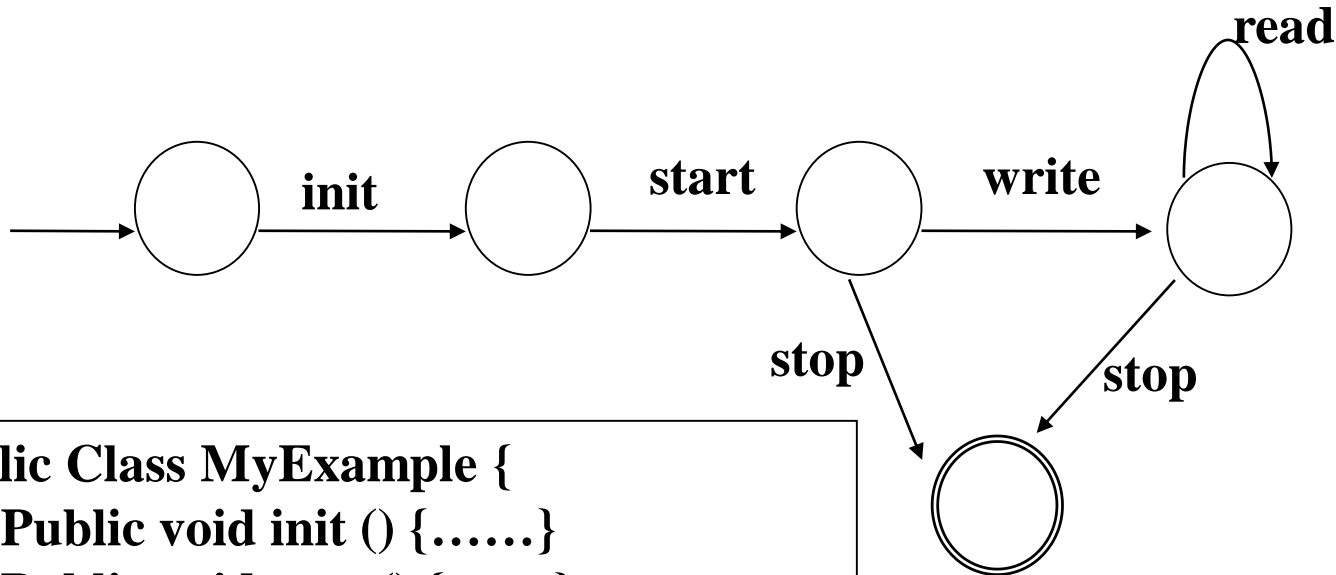 read
init
start
write
stop
stop
lic Class MyExample {
Public void init () {……}